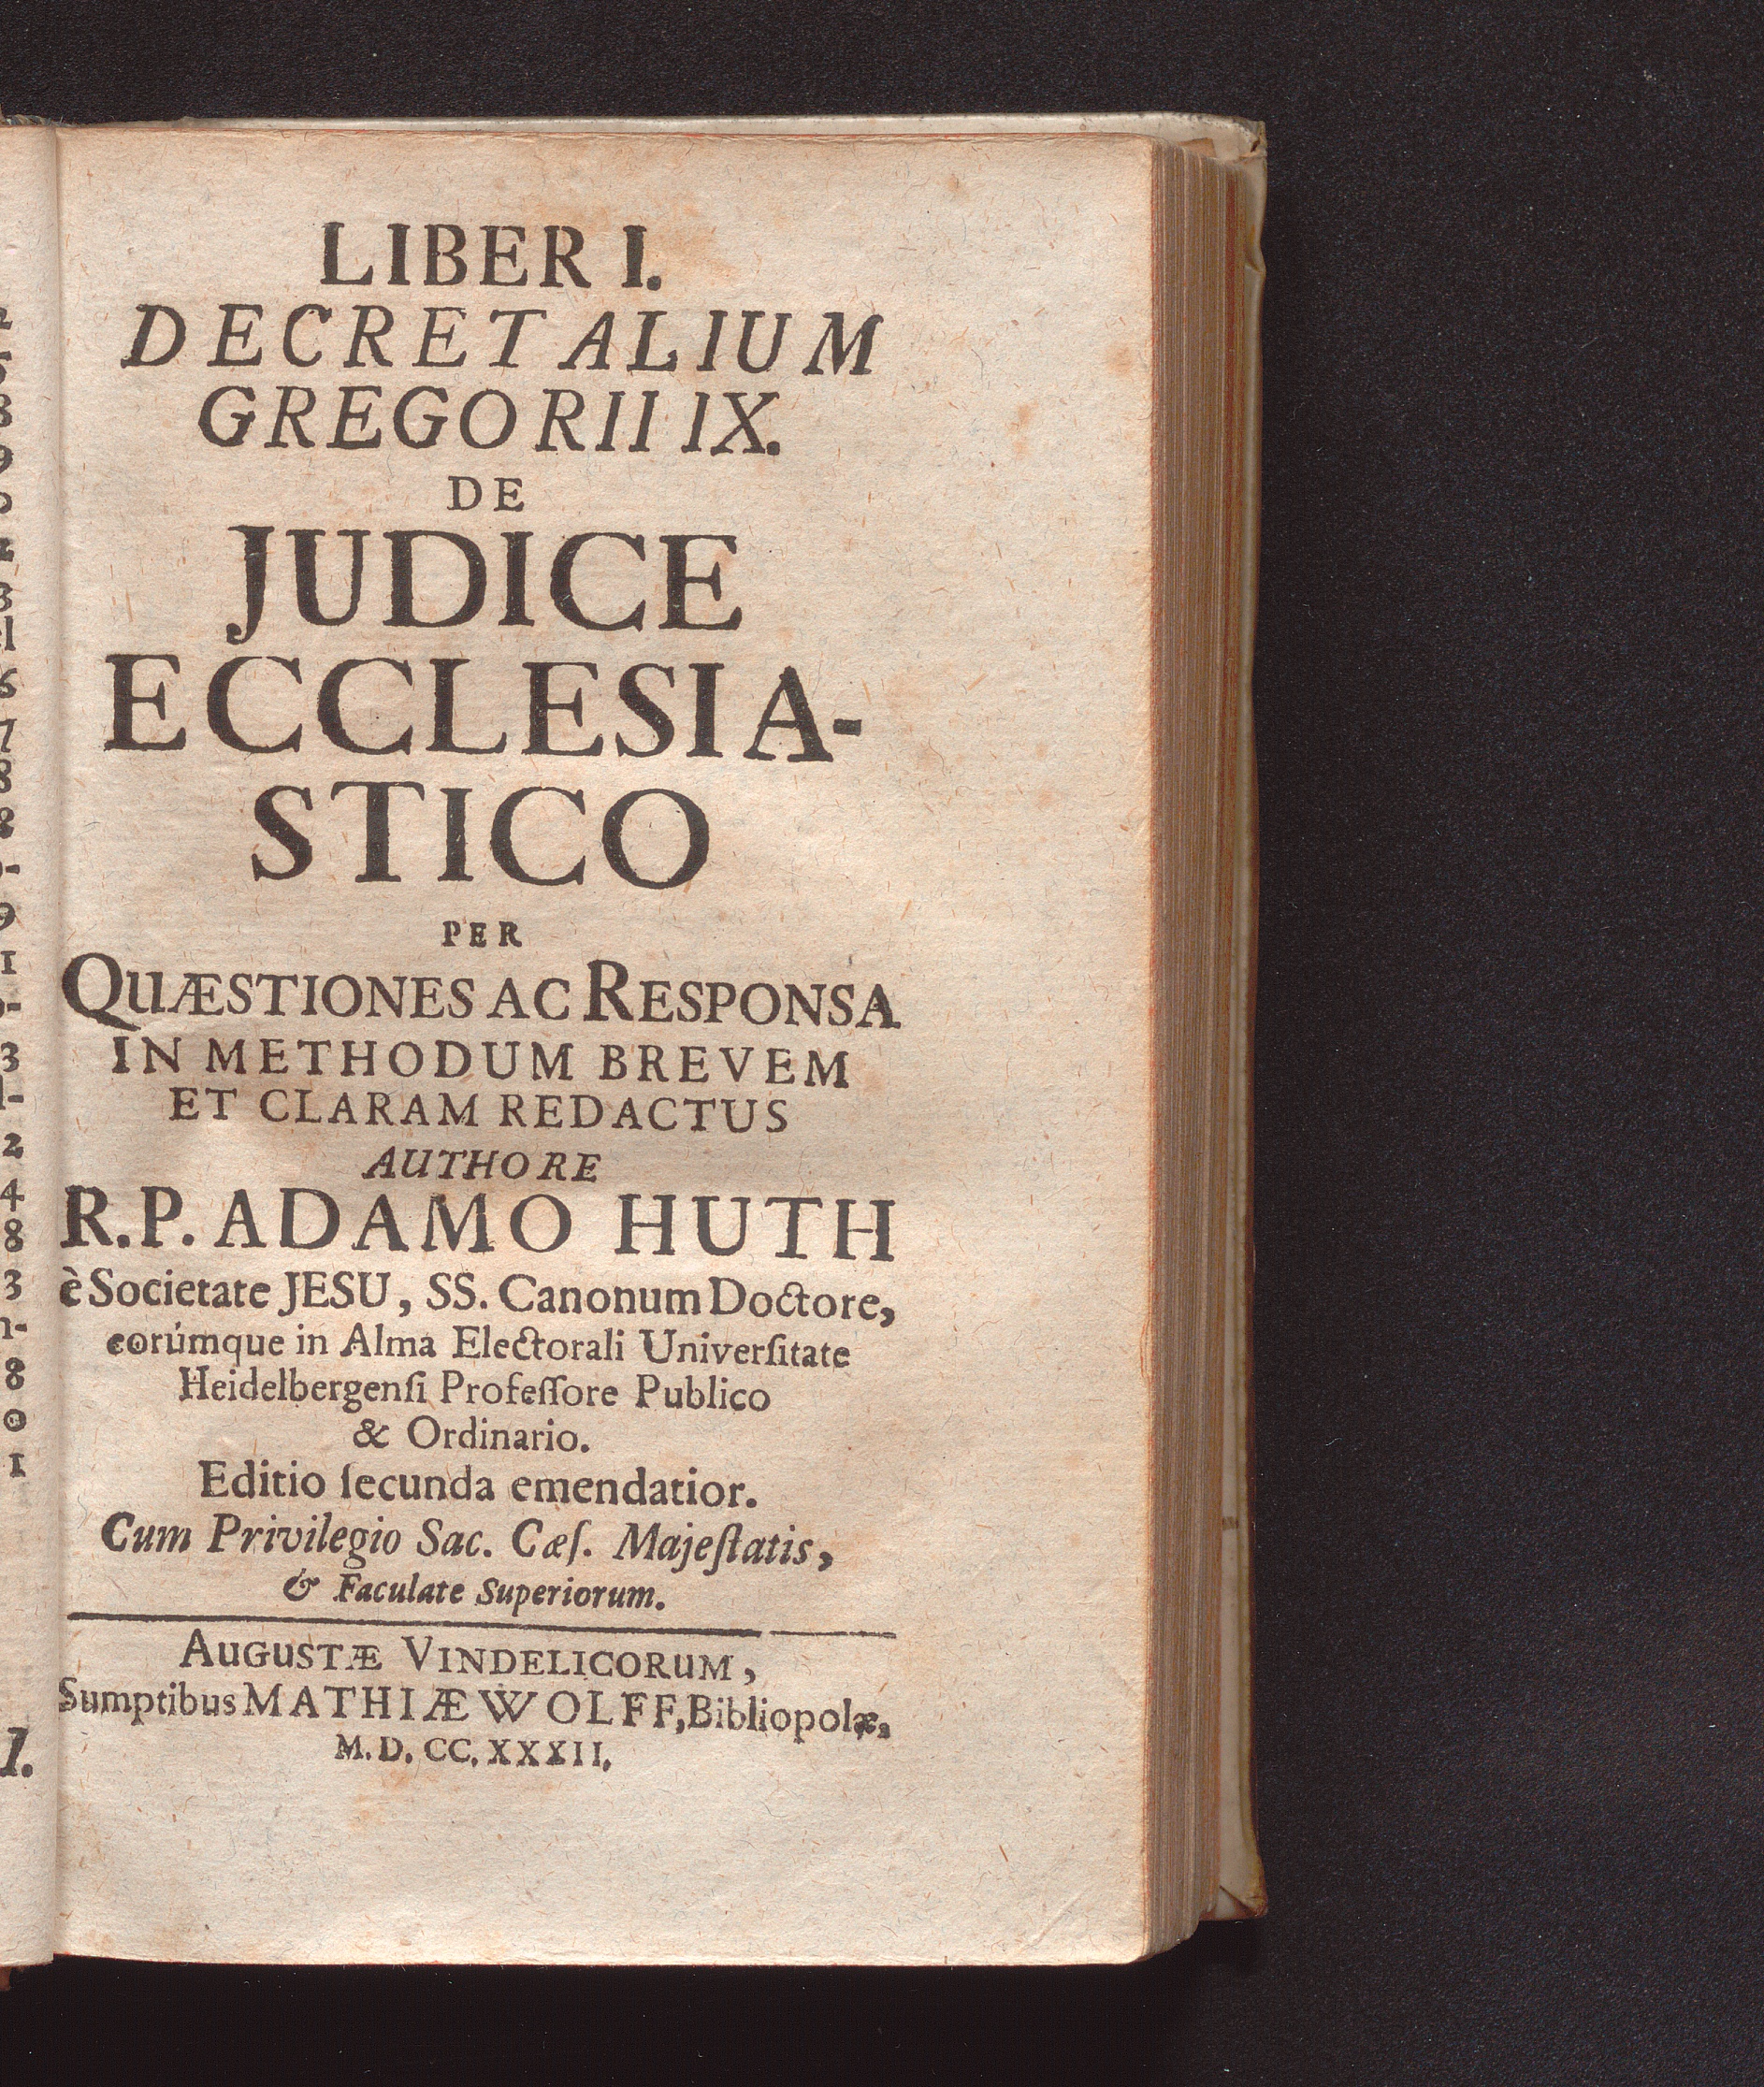 LIBER I.
DECRETALIUM
GREGORII IX.
DE
JUDICE
ECCLESIA-
STICO
PER
QUÆSTIONES AC RESPONSA
IN METHODUM BREVEM
ET CLARAM REDACTUS
AUTHORE
R.P. ADAMO HUTH
è Societate JESU, SS. Canonum Doctore,
eorúmque in Alma Electorali Univerſitate
Heidelbergenſi Profeſſore Publico
& Ordinario.
Editio ſecunda emendatior.
Cum Privilegio Sac. Cæſ. Majeſtatis,
& Faculate Superiorum.
AUGUSTÆ VINDELICORUM,
Sumptibus MATHIÆ WOLFF, Bibliopolæ,
M.D.CC.XXXII.